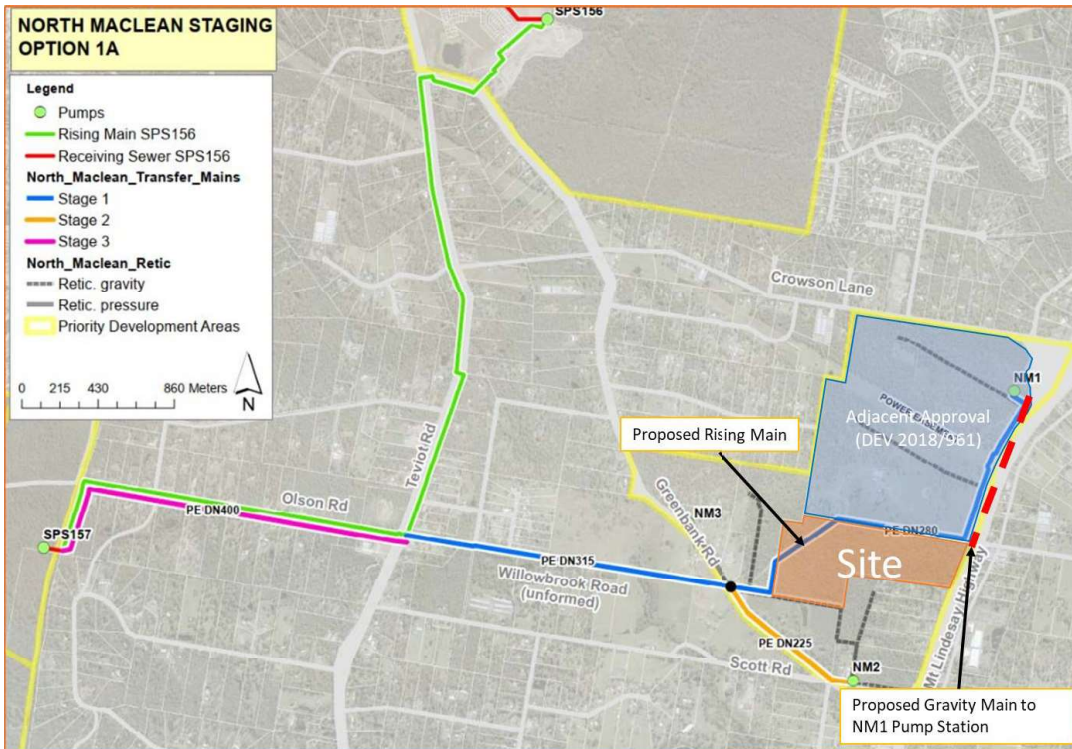 NORTH MACLEAN STAGING
OPTION 1A
Legend
Pumps
Rising Main SPS156
Receiving Sewer SPS156
North_Maclean_Transfer_Mains
Stage 1
Stage 2
Stage 3
North_Maclean_Retic
Retic. gravity
Retic. pressure
Priority Development Areas
0 215 430 860 Meters
N
SPS156
Crowson Lane
NM1
POWER EASEMENT
Adjacent Approval
(DEV 2018/961)
Proposed Rising Main
Teviot Rd
Greenbank Rd
NM3
Olson Rd
PE DN400
SPS157
PE DN280
Site
PE DN315
Willowbrook Road
(unformed)
Mt Lindesay Highway
PE DN225
Scott Rd
NM2
Proposed Gravity Main to
NM1 Pump Station